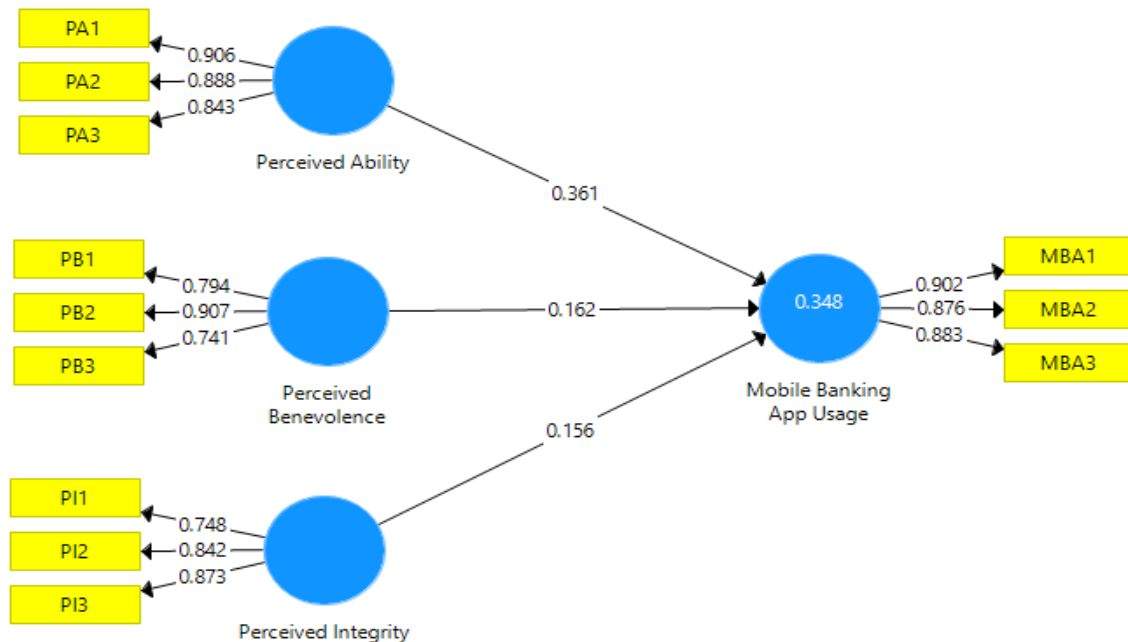 PA1
0.906
PA2
0.888
PA3
0.843
Perceived Ability
0.361
PB1
0.794
PB2
0.907
PB3
0.741
Perceived
Benevolence
0.162
0.348
Mobile Banking
App Usage
0.902
MBA1
0.876
MBA2
0.883
MBA3
0.156
PI1
0.748
PI2
0.842
PI3
0.873
Perceived Integrity